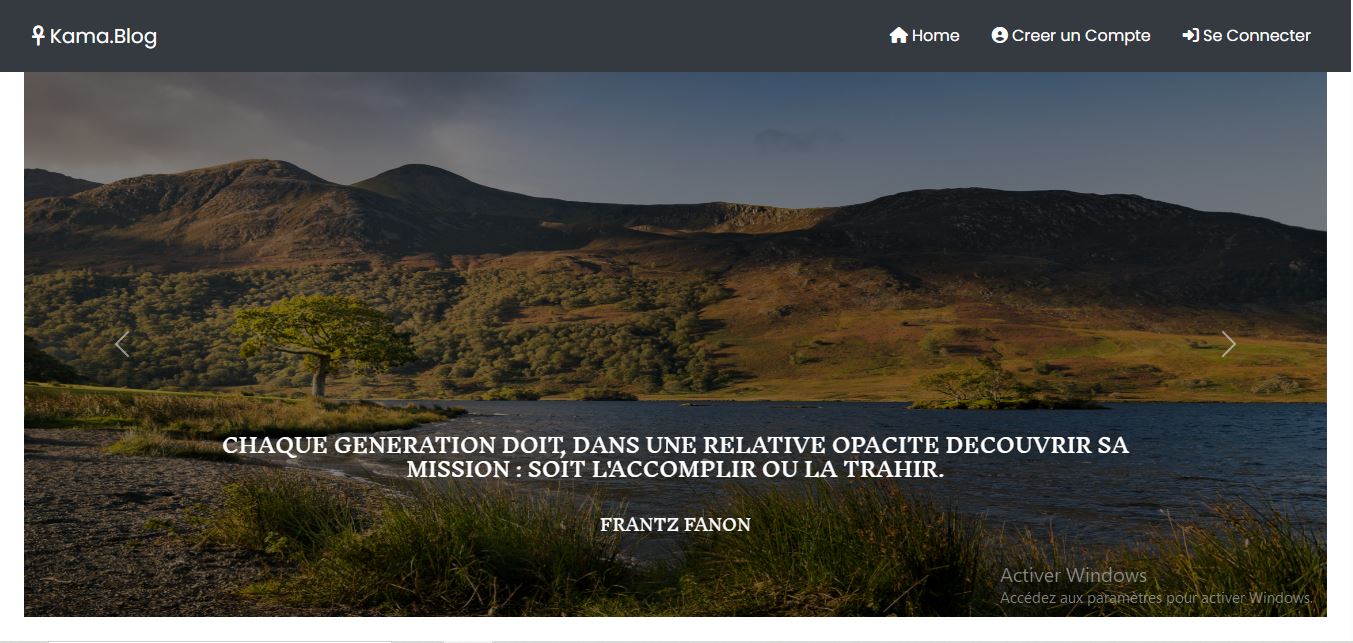 Kama.Blog
Home
Creer un Compte
Se Connecter
CHAQUE GENERATION DOIT, DANS UNE RELATIVE OPACITE DECOUVRIR SA
MISSION : SOIT L'ACCOMPLIR OU LA TRAHIR.
FRANTZ FANON
Activer Windows
Accédez aux paramètres pour activer Windows.